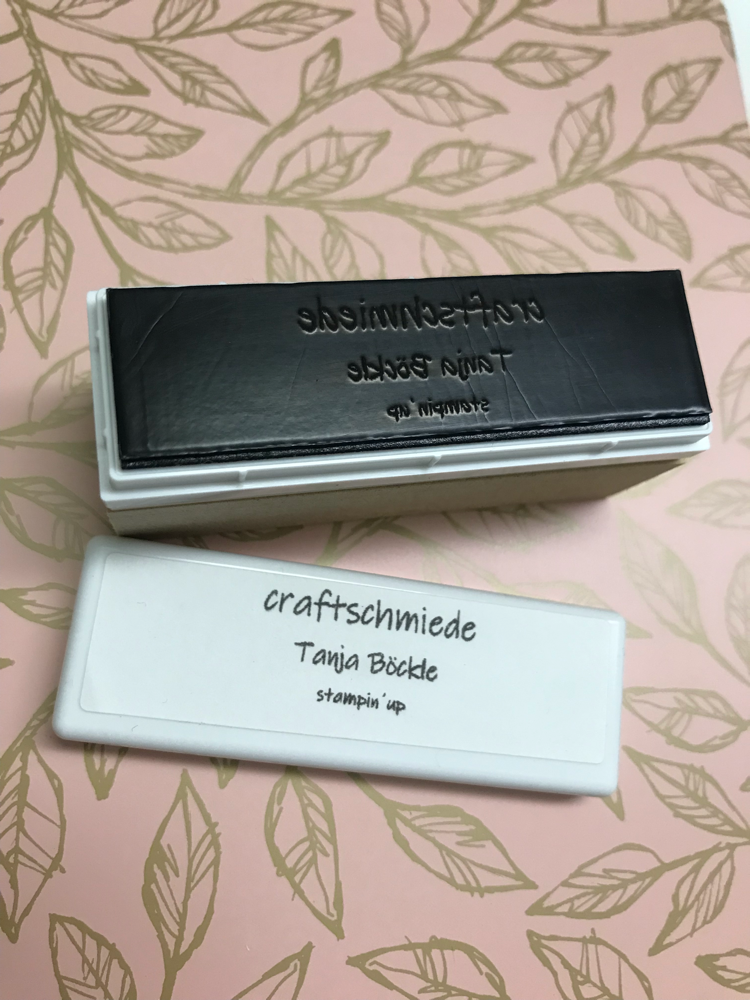 craftschmiede
Tanja Böckle
stampin'up
craftschmiede
Tanja Böckle
stampin'up